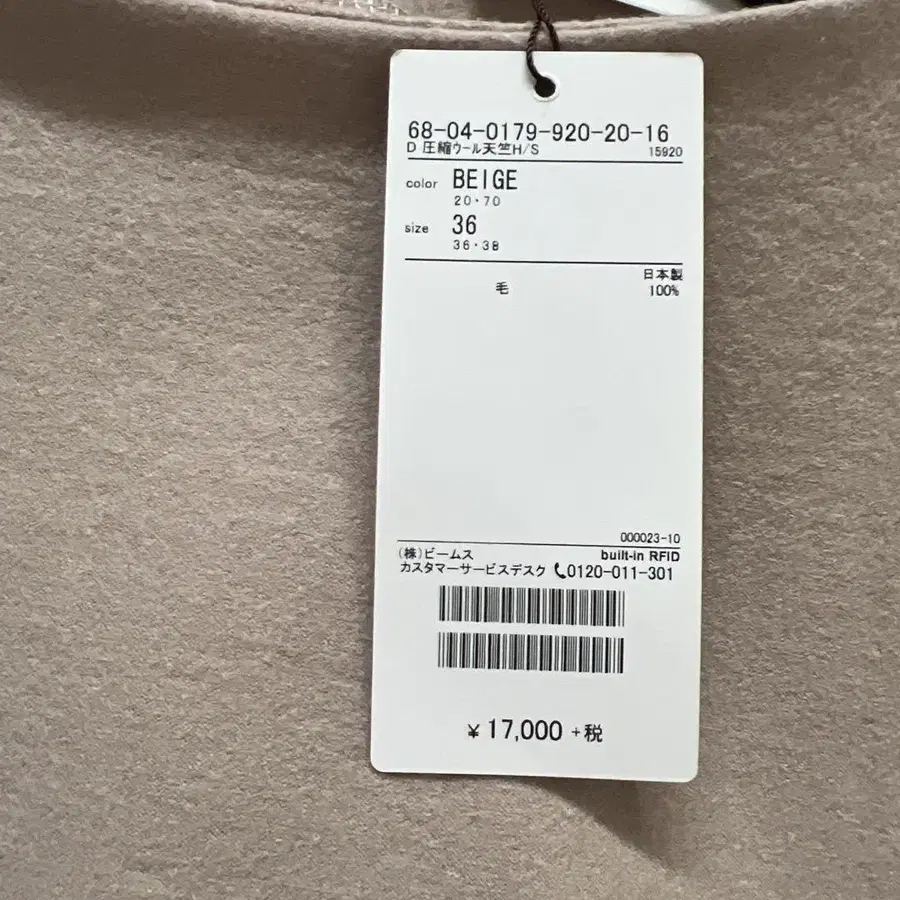 68-04-0179-920-20-16
D 圧縮ウール天竺H/S 15920
color BEIGE
20・70
size 36
36・38
日本製
毛 100%
000023-10
(株)ビームス built-in RFID
カスタマーサービスデスク 0120-011-301
¥ 17,000 +税